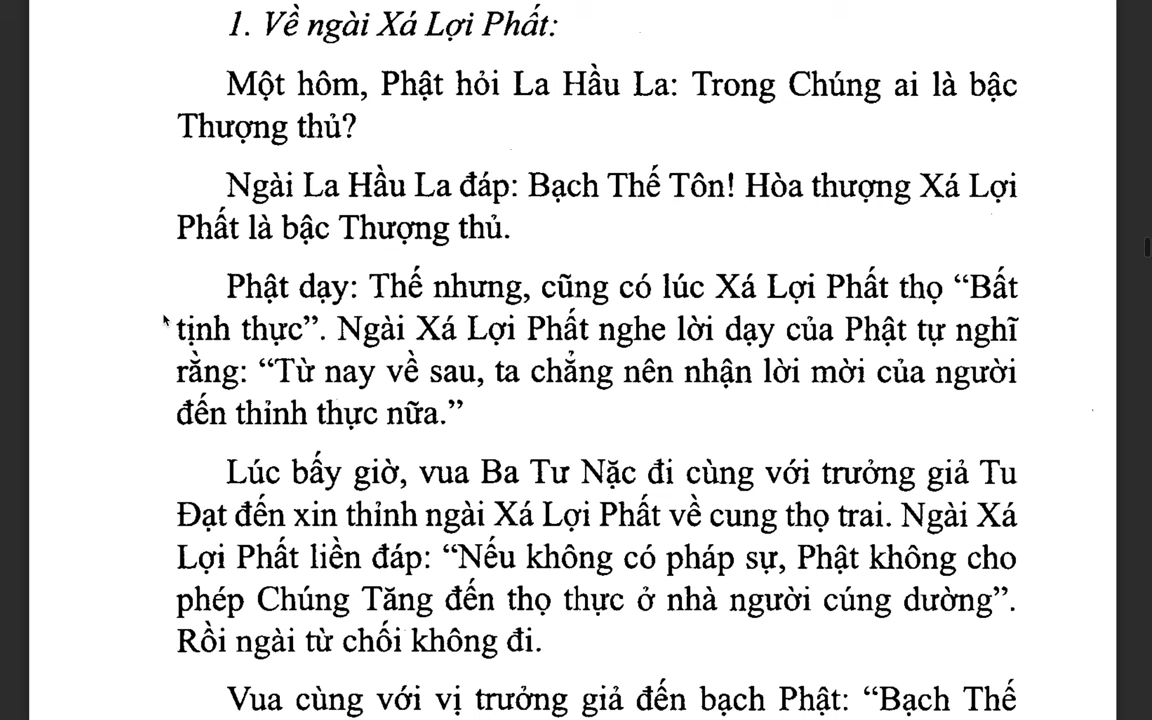 1. Về ngài Xá Lợi Phất:
Một hôm, Phật hỏi La Hầu La: Trong Chúng ai là bậc
Thượng thủ?
Ngài La Hầu La đáp: Bạch Thế Tôn! Hòa thượng Xá Lợi
Phất là bậc Thượng thủ.
Phật dạy: Thế nhưng, cũng có lúc Xá Lợi Phất thọ “Bất
tịnh thực”. Ngài Xá Lợi Phất nghe lời dạy của Phật tự nghĩ
rằng: “Từ nay về sau, ta chẳng nên nhận lời mời của người
đến thỉnh thực nữa.”
Lúc bấy giờ, vua Ba Tư Nặc đi cùng với trưởng giả Tu
Đạt đến xin thỉnh ngài Xá Lợi Phất về cung thọ trai. Ngài Xá
Lợi Phất liền đáp: “Nếu không có pháp sự, Phật không cho
phép Chúng Tăng đến thọ thực ở nhà người cúng dường”.
Rồi ngài từ chối không đi.
Vua cùng với vị trưởng giả đến bạch Phật: “Bạch Thế